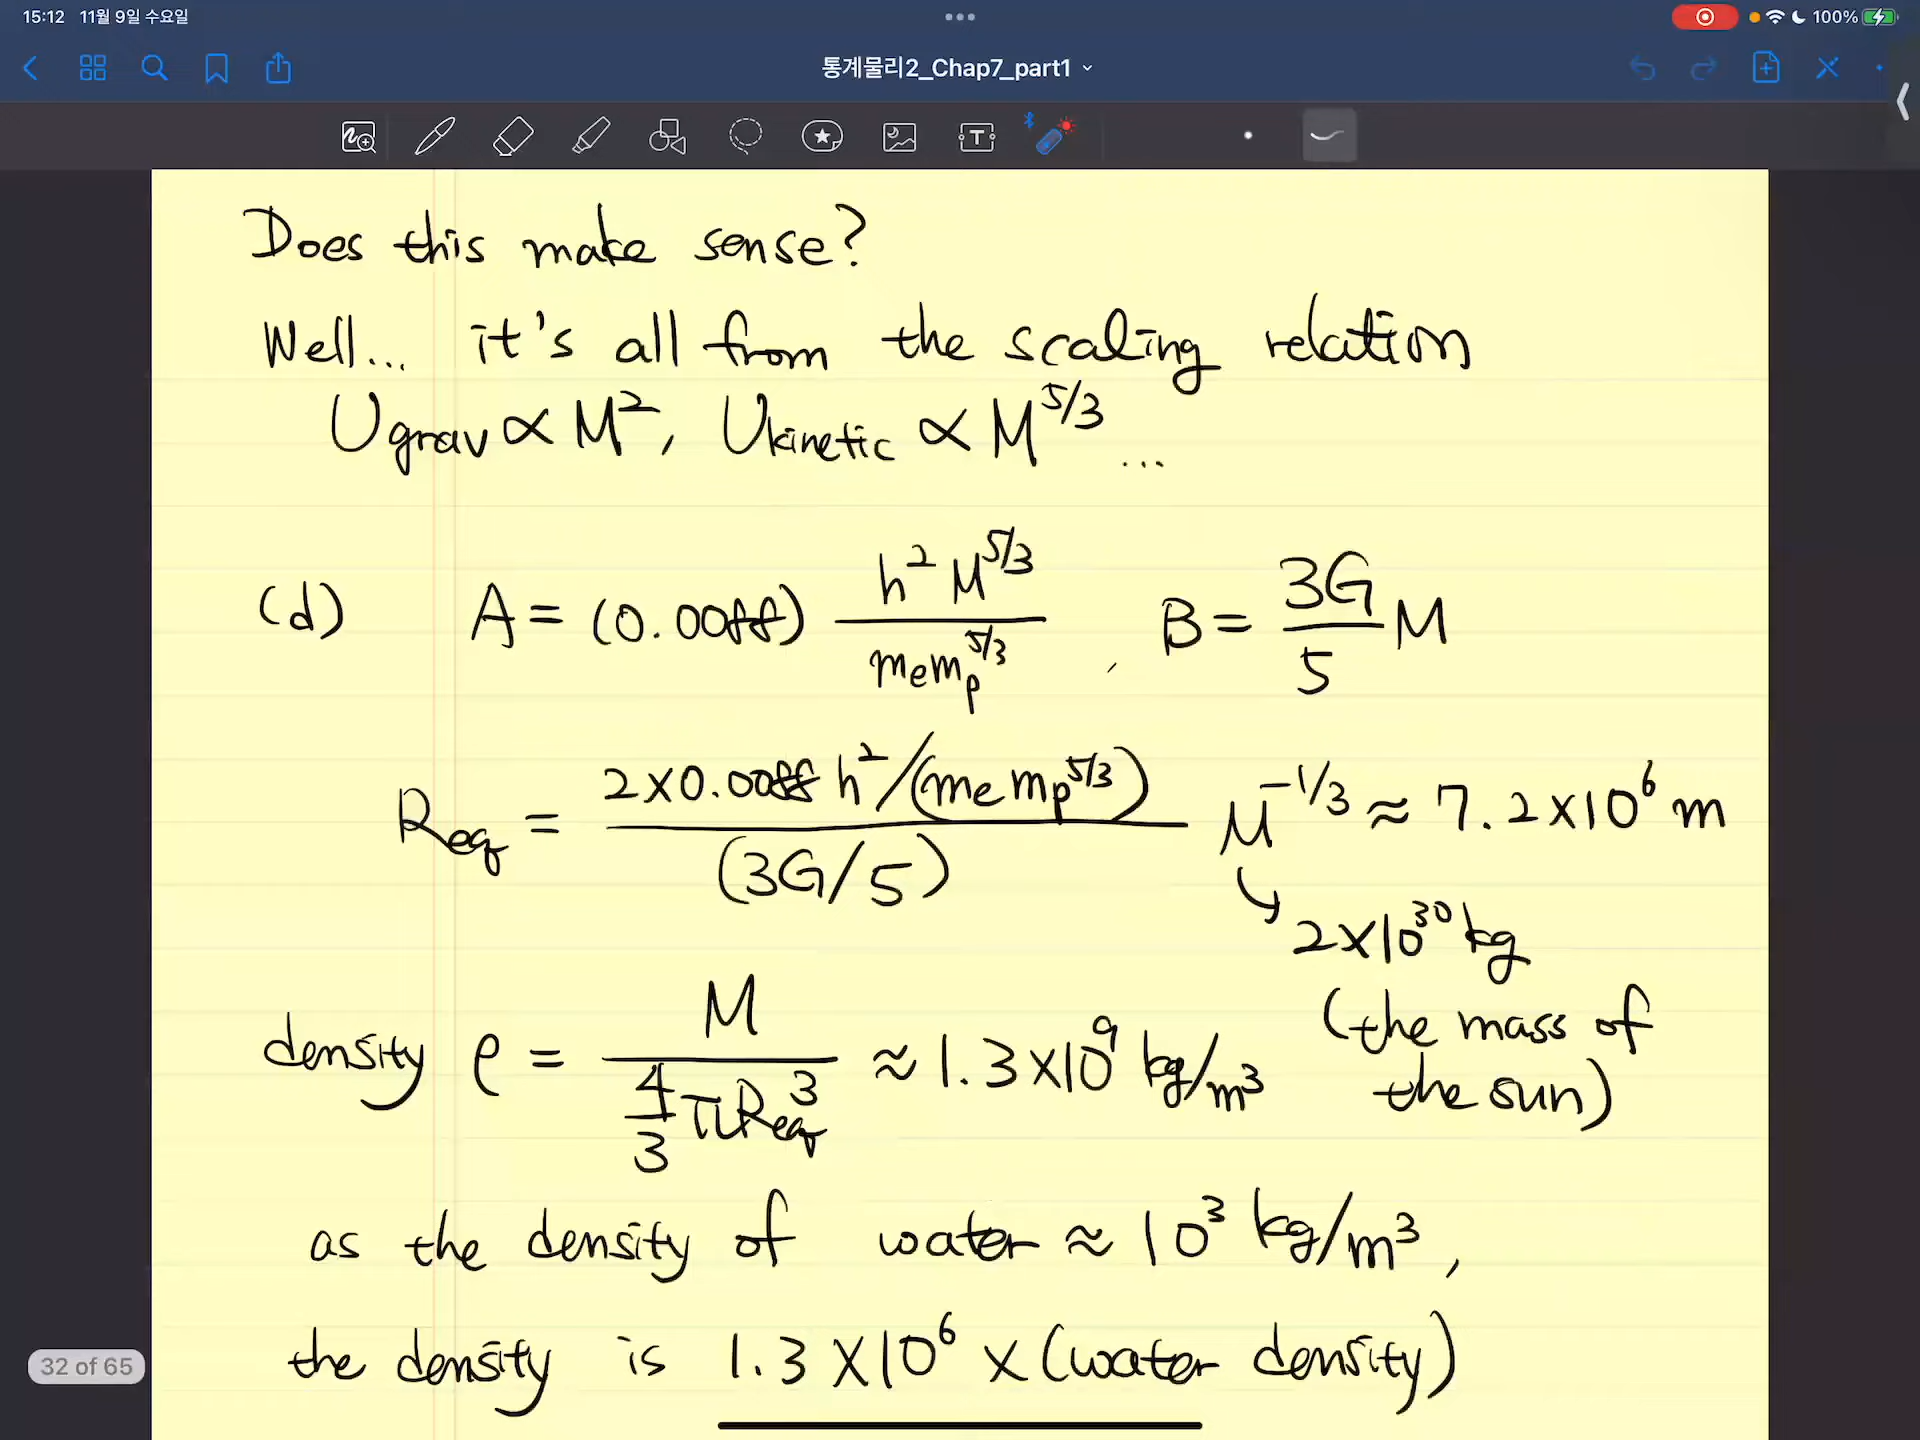 15:12 11월 9일 수요일
100%
통계물리2_Chap7_part1
Does this make sense?
Well... it's all from the scaling relation
Ugrav ∝ M², Ukinetic ∝ M^5/3 ...
(d) A = (0.0088) h² M^5/3 / me mp^5/3 , B = 3G/5 M
Req = 2×0.0088 h²/(me mp^5/3) / (3G/5) M^-1/3 ≈ 7.2×10⁶ m
↳ 2×10³⁰ kg
(the mass of
the sun)
density ρ = M / 4/3 πReq³ ≈ 1.3×10⁹ kg/m³
as the density of water ≈ 10³ kg/m³,
the density is 1.3×10⁶ × (water density)
32 of 65